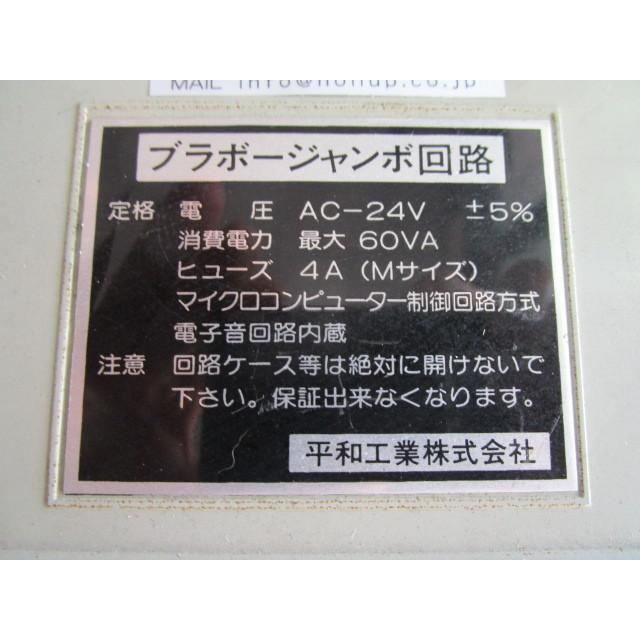 MAIL info@hohup.co.jp
ブラボージャンボ回路
定格 電 圧 AC-24V ±5%
消費電力 最大 60VA
ヒューズ 4A (Mサイズ)
マイクロコンピューター制御回路方式
電子音回路内蔵
注意 回路ケース等は絶対に開けないで
下さい。保証出来なくなります。
平和工業株式会社